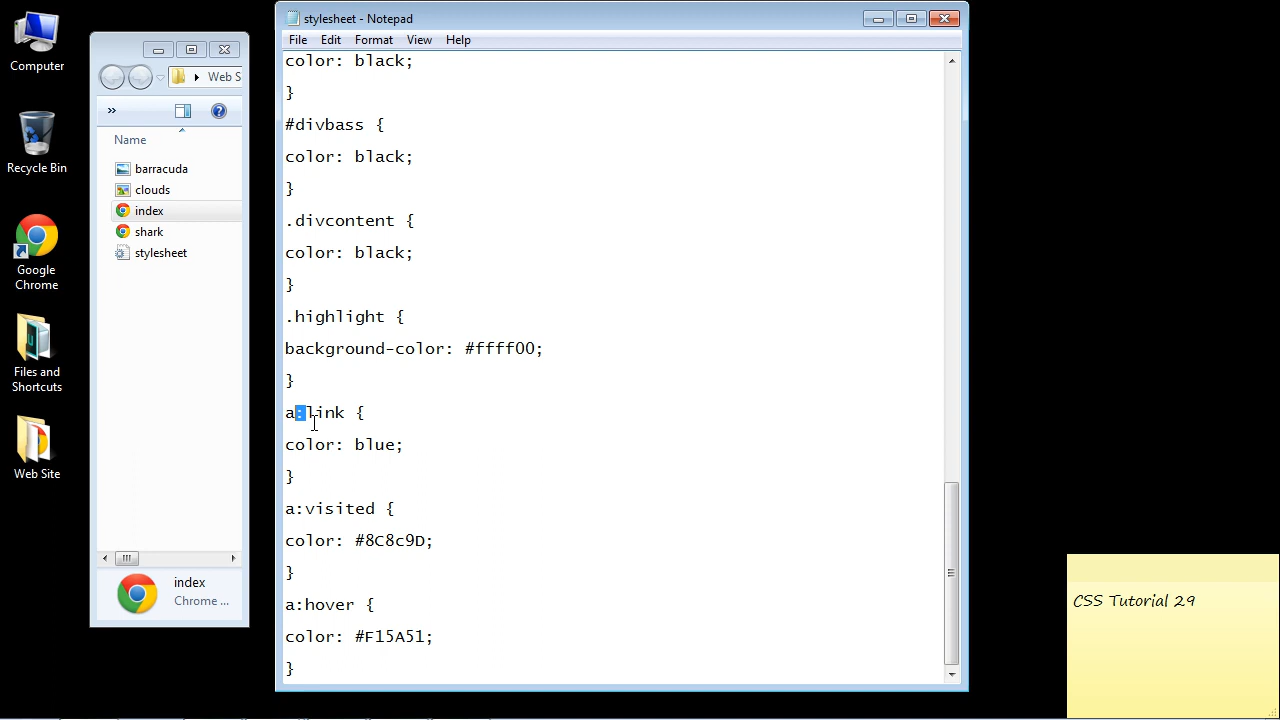 Computer
Recycle Bin
Google
Chrome
Files and
Shortcuts
Web Site
Web S
»
Name
barracuda
clouds
index
shark
stylesheet
index
Chrome ...
stylesheet - Notepad
File Edit Format View Help
color: black;
}
#divbass {
color: black;
}
.divcontent {
color: black;
}
.highlight {
background-color: #ffff00;
}
a:link {
color: blue;
}
a:visited {
color: #8C8c9D;
}
a:hover {
color: #F15A51;
}
CSS Tutorial 29